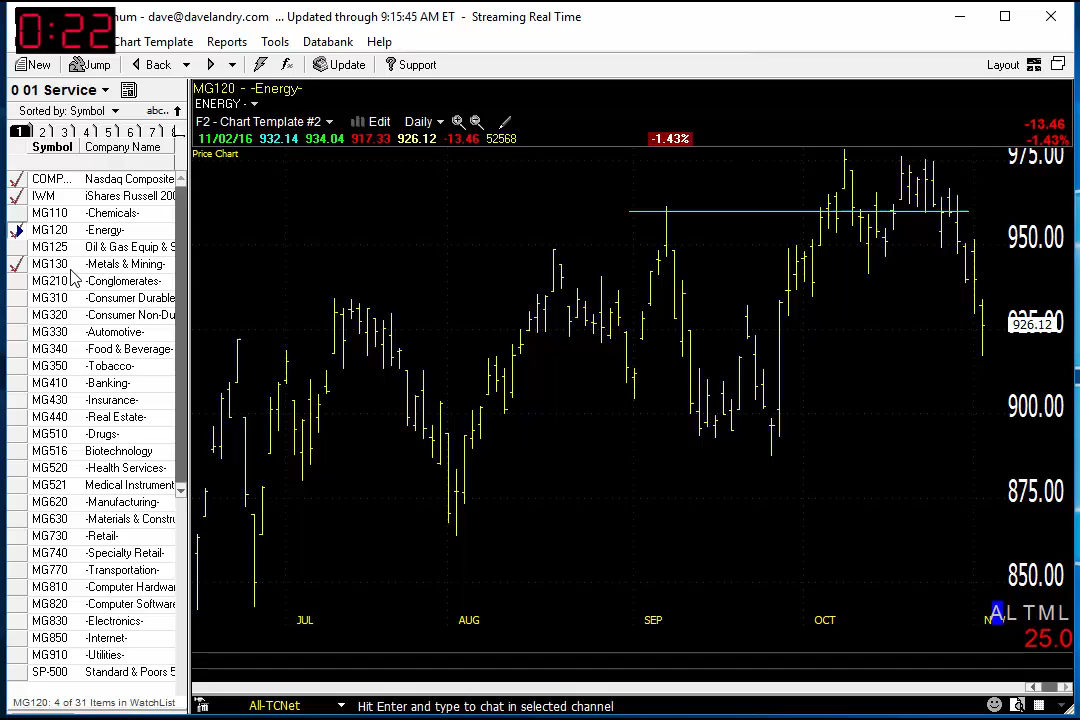 0:22
num - dave@davelandry.com ... Updated through 9:15:45 AM ET - Streaming Real Time
Chart Template Reports Tools Databank Help
New Jump Back Update ? Support Layout
0 01 Service
Sorted by: Symbol abc..
1 2 3 4 5 6 7 8
Symbol Company Name
COMP... Nasdaq Composite
IWM iShares Russell 200
MG110 -Chemicals-
MG120 -Energy-
MG125 Oil & Gas Equip & S
MG130 -Metals & Mining-
MG210 -Conglomerates-
MG310 -Consumer Durable
MG320 -Consumer Non-Du
MG330 -Automotive-
MG340 -Food & Beverage-
MG350 -Tobacco-
MG410 -Banking-
MG430 -Insurance-
MG440 -Real Estate-
MG510 -Drugs-
MG516 Biotechnology
MG520 -Health Services-
MG521 Medical Instrument
MG620 -Manufacturing-
MG630 -Materials & Constru
MG730 -Retail-
MG740 -Specialty Retail-
MG770 -Transportation-
MG810 -Computer Hardwa
MG820 -Computer Software
MG830 -Electronics-
MG850 -Internet-
MG910 -Utilities-
SP-500 Standard & Poors 5
MG120: 4 of 31 Items in WatchList
MG120 - -Energy-
ENERGY -
F2 - Chart Template #2 Edit Daily
11/02/16 932.14 934.04 917.33 926.12 -13.46 52568 -1.43%
-13.46
-1.43%
Price Chart
975.00
950.00
925.00
926.12
900.00
875.00
850.00
JUL AUG SEP OCT N
A L T M L
25.0
All-TCNet Hit Enter and type to chat in selected channel